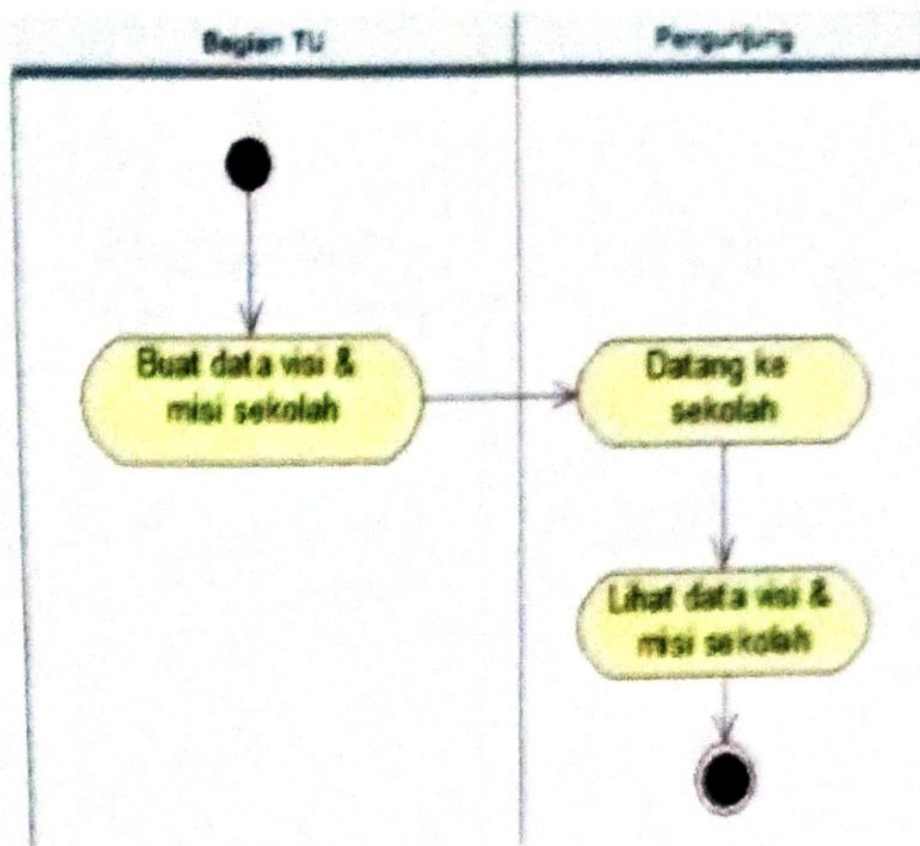 Bagian TU
Pengunjung
Buat data visi &
misi sekolah
Datang ke
sekolah
Lihat data visi &
misi sekolah